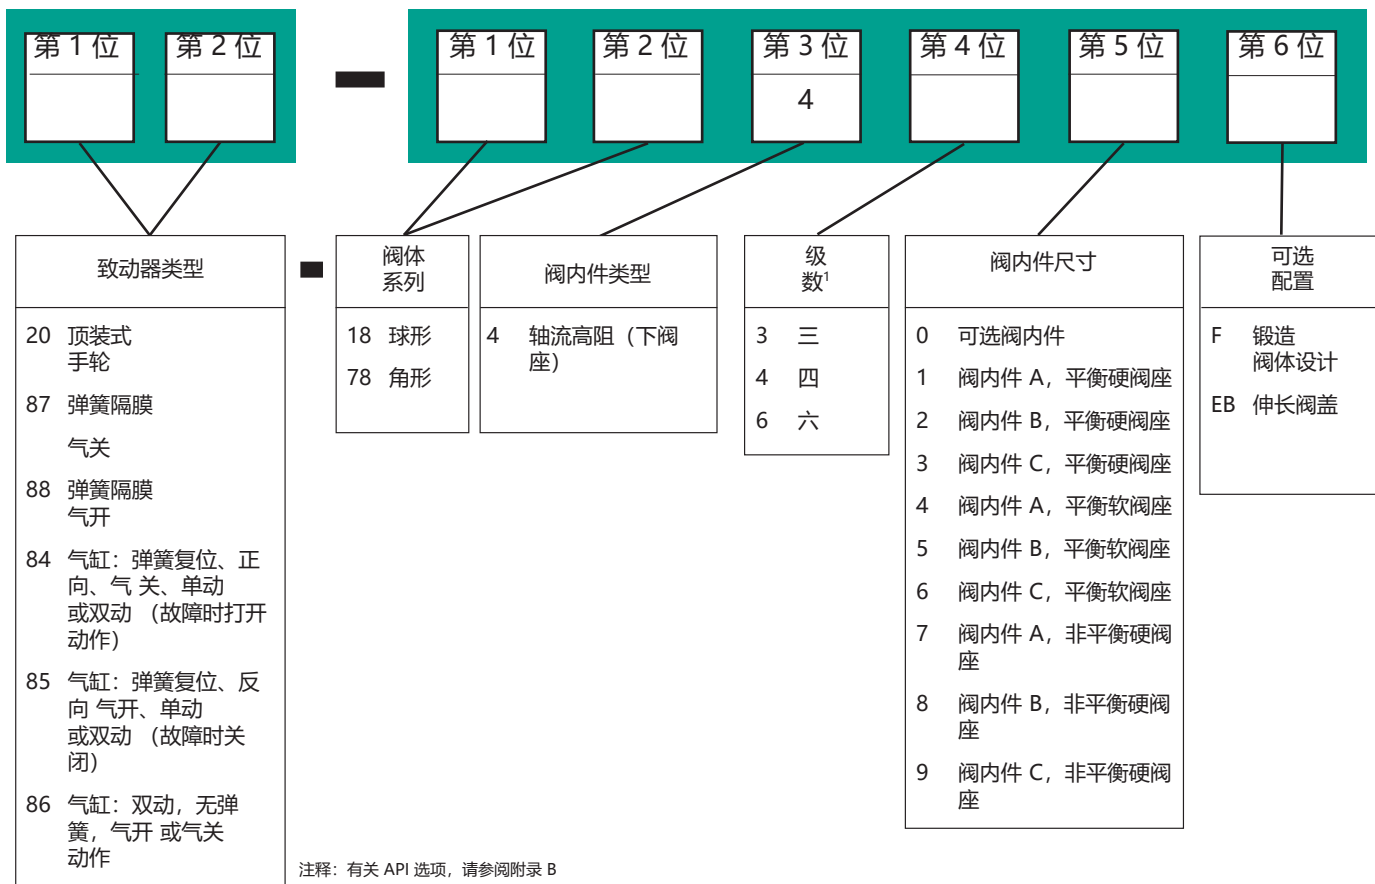 第 1 位
第 2 位
第 1 位
第 2 位
第 3 位
第 4 位
第 5 位
第 6 位
4
致动器类型
20 顶装式
手轮
87 弹簧隔膜
气关
88 弹簧隔膜
气开
84 气缸：弹簧复位、正
向、气 关、单动
或双动 （故障时打开
动作）
85 气缸：弹簧复位、反
向 气开、单动
或双动 （故障时关
闭）
86 气缸：双动，无弹
簧，气开 或气关
动作
阀体
系列
18 球形
78 角形
阀内件类型
4 轴流高阻（下阀
座）
级
数1
3 三
4 四
6 六
阀内件尺寸
0 可选阀内件
1 阀内件 A，平衡硬阀座
2 阀内件 B，平衡硬阀座
3 阀内件 C，平衡硬阀座
4 阀内件 A，平衡软阀座
5 阀内件 B，平衡软阀座
6 阀内件 C，平衡软阀座
7 阀内件 A，非平衡硬阀
座
8 阀内件 B，非平衡硬阀
座
9 阀内件 C，非平衡硬阀
座
可选
配置
F 锻造
阀体设计
EB 伸长阀盖
注释：有关 API 选项，请参阅附录 B